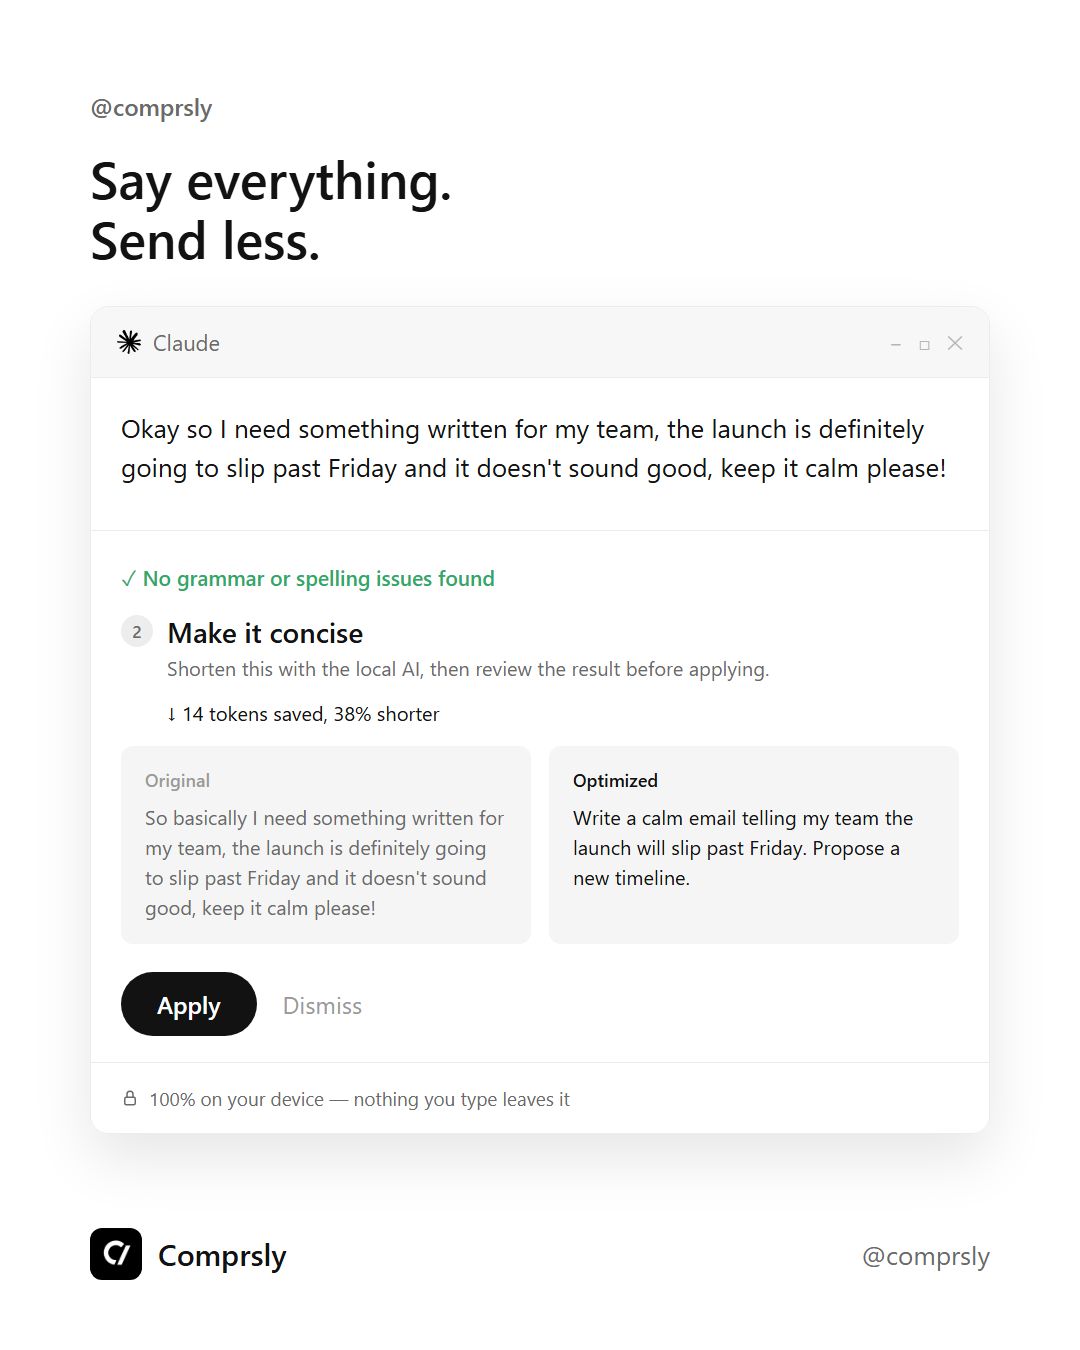 @comprsly
Say everything.
Send less.
Claude
Okay so I need something written for my team, the launch is definitely
going to slip past Friday and it doesn't sound good, keep it calm please!
✓ No grammar or spelling issues found
2 Make it concise
Shorten this with the local AI, then review the result before applying.
↓ 14 tokens saved, 38% shorter
Original
So basically I need something written for
my team, the launch is definitely going
to slip past Friday and it doesn't sound
good, keep it calm please!
Optimized
Write a calm email telling my team the
launch will slip past Friday. Propose a
new timeline.
Apply Dismiss
100% on your device — nothing you type leaves it
Comprsly @comprsly